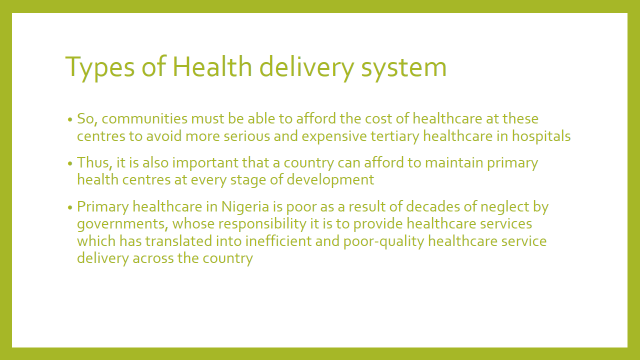 Types of Health delivery system
• So, communities must be able to afford the cost of healthcare at these
centres to avoid more serious and expensive tertiary healthcare in hospitals
• Thus, it is also important that a country can afford to maintain primary
health centres at every stage of development
• Primary healthcare in Nigeria is poor as a result of decades of neglect by
governments, whose responsibility it is to provide healthcare services
which has translated into inefficient and poor-quality healthcare service
delivery across the country